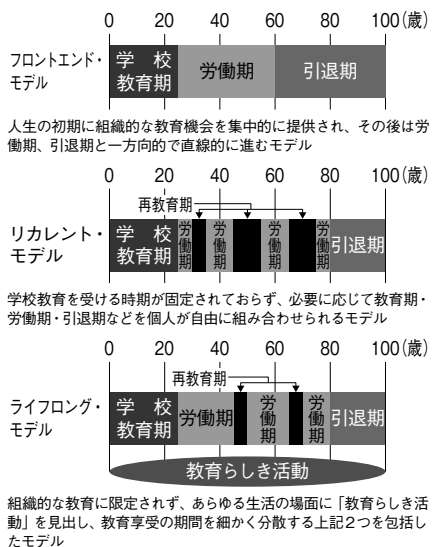 0 20 40 60 80 100(歳)
フロントエンド・
モデル
学校
教育期
労働期
引退期
人生の初期に組織的な教育機会を集中的に提供され、その後は労
働期、引退期と一方向的で直線的に進むモデル
0 20 40 60 80 100(歳)
再教育期
リカレント・
モデル
学校
教育期
労働期
労働期
労働期
労働期
引退期
学校教育を受ける時期が固定されておらず、必要に応じて教育期・
労働期・引退期などを個人が自由に組み合わせられるモデル
0 20 40 60 80 100(歳)
再教育期
ライフロング・
モデル
学校
教育期
労働期
労働期
労働期
引退期
教育らしき活動
組織的な教育に限定されず、あらゆる生活の場面に「教育らしき活
動」を見出し、教育享受の期間を細かく分散する上記2つを包括し
たモデル